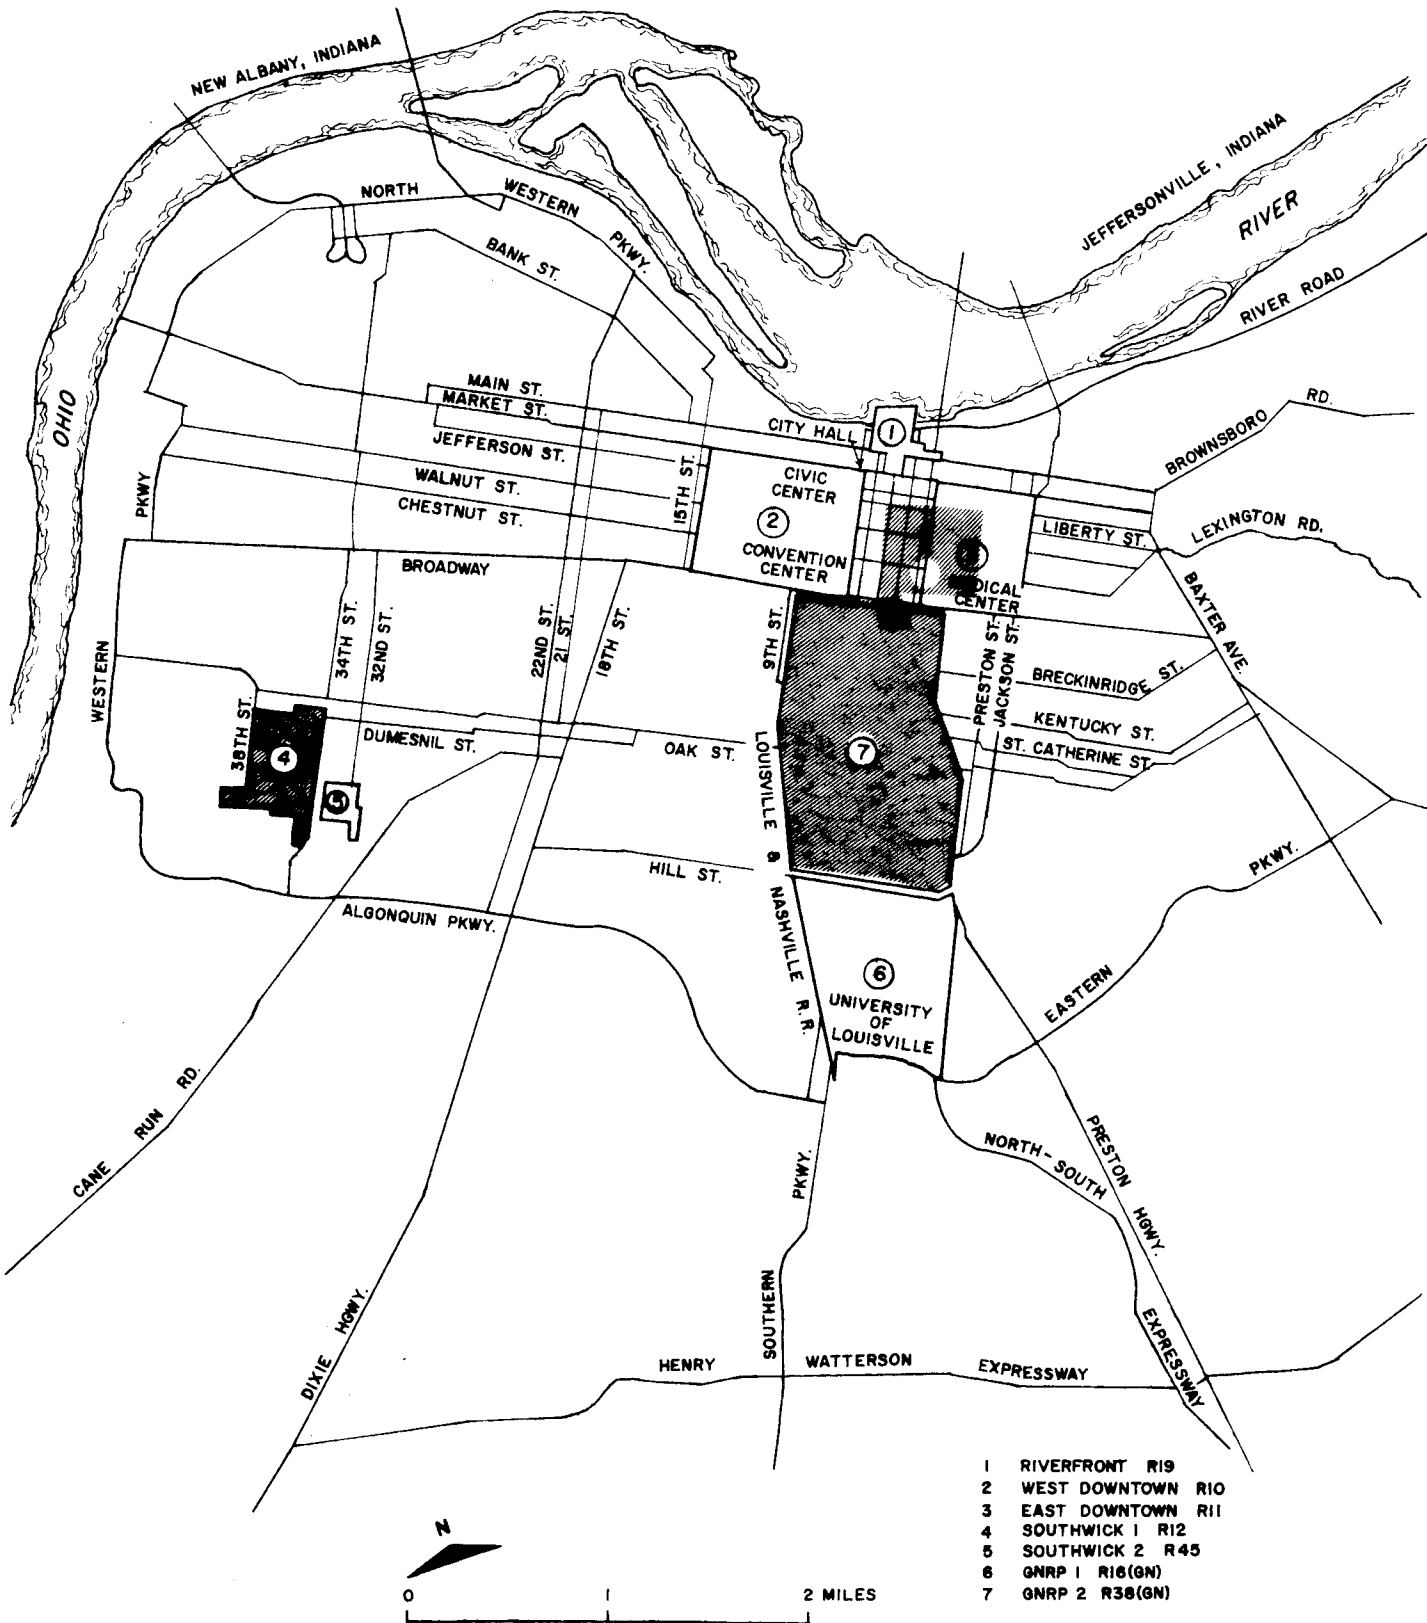 NEW ALBANY, INDIANA
JEFFERSONVILLE, INDIANA
RIVER
RIVER ROAD
NORTH
WESTERN
PKWY.
BANK ST.
OHIO
MAIN ST.
MARKET ST.
JEFFERSON ST.
WALNUT ST.
CHESTNUT ST.
15TH ST.
CITY HALL
1
CIVIC
CENTER
2
CONVENTION
CENTER
BROWNSBORO
RD.
LIBERTY ST.
LEXINGTON RD.
BAXTER AVE.
PKWY
BROADWAY
CENTER
WESTERN
34TH ST.
32ND ST.
22ND ST.
21 ST.
18TH ST.
9TH ST.
PRESTON ST.
JACKSON ST.
BRECKINRIDGE ST.
KENTUCKY ST.
ST. CATHERINE ST.
38TH ST.
4
5
DUMESNIL ST.
OAK ST.
7
LOUISVILLE & NASHVILLE R.R.
HILL ST.
ALGONQUIN PKWY.
6
UNIVERSITY
OF
LOUISVILLE
EASTERN
PKWY.
CANE RUN RD.
PKWY.
SOUTHERN
NORTH-SOUTH
EXPRESSWAY
PRESTON HGWY.
DIXIE HGWY.
HENRY WATTERSON EXPRESSWAY
1 RIVERFRONT R19
2 WEST DOWNTOWN R10
3 EAST DOWNTOWN R11
4 SOUTHWICK 1 R12
5 SOUTHWICK 2 R45
6 GNRP 1 R16(GN)
7 GNRP 2 R38(GN)
N
0 1 2 MILES